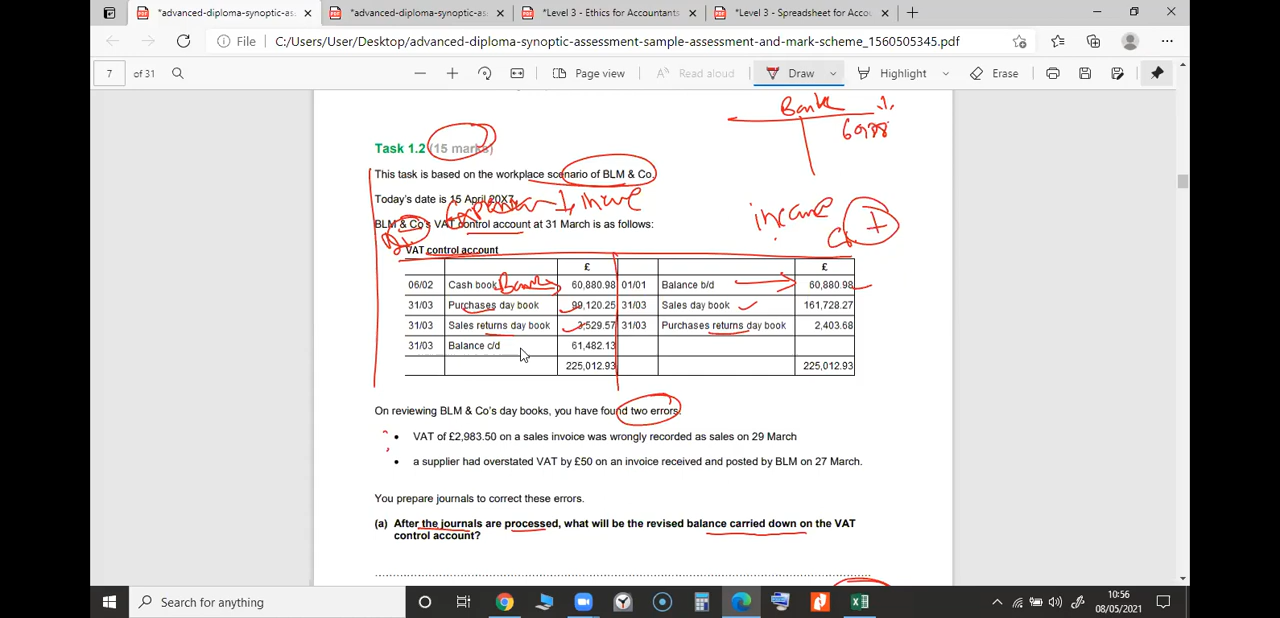 *advanced-diploma-synoptic-ass × *advanced-diploma-synoptic-ass × *Level 3 - Ethics for Accountants × *Level 3 - Spreadsheet for Accou ×
File C:/Users/User/Desktop/advanced-diploma-synoptic-assessment-sample-assessment-and-mark-scheme_1560505345.pdf
7 of 31 Page view Read aloud Draw Highlight Erase
Bank
6098
Task 1.2 (15 marks)
This task is based on the workplace scenario of BLM & Co.
Today's date is 15 April 20X7.
income
BLM & Co's VAT control account at 31 March is as follows:
VAT control account
£ £
06/02 Cash book Bank 60,880.98 01/01 Balance b/d 60,880.98
31/03 Purchases day book 99,120.25 31/03 Sales day book 161,728.27
31/03 Sales returns day book 3,529.57 31/03 Purchases returns day book 2,403.68
31/03 Balance c/d 61,482.13
225,012.93 225,012.93
On reviewing BLM & Co's day books, you have found two errors.
• VAT of £2,983.50 on a sales invoice was wrongly recorded as sales on 29 March
• a supplier had overstated VAT by £50 on an invoice received and posted by BLM on 27 March.
You prepare journals to correct these errors.
(a) After the journals are processed, what will be the revised balance carried down on the VAT
control account?
Search for anything
10:56
08/05/2021